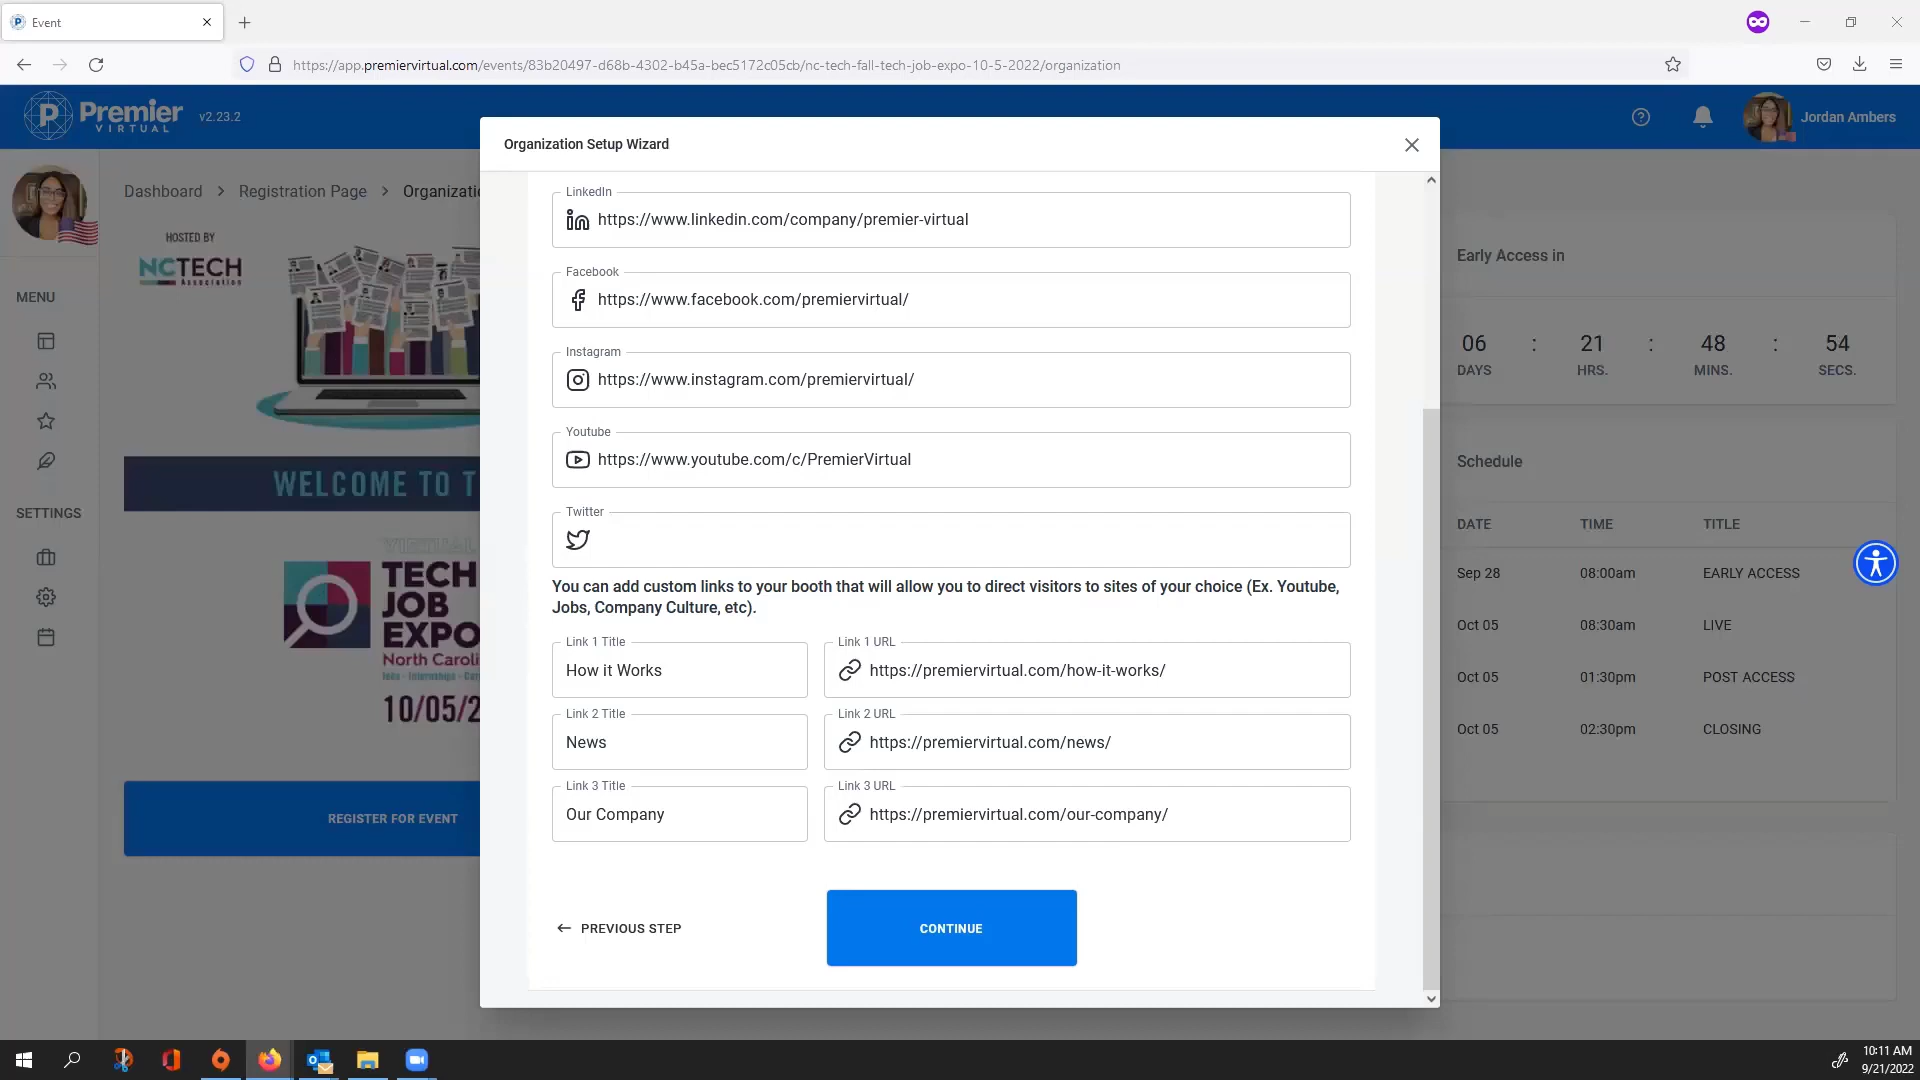 Event
https://app.premiervirtual.com/events/83b20497-d68b-4302-b45a-bec5172c05cb/nc-tech-fall-tech-job-expo-10-5-2022/organization
Premier
VIRTUAL
v2.23.2
Jordan Ambers
Organization Setup Wizard
Dashboard
Registration Page
Organizati
HOSTED BY
NCTECH
Association
MENU
SETTINGS
WELCOME TO T
VIRTUAL
TECH
JOB
EXPO
North Caroli
10/05/2
REGISTER FOR EVENT
LinkedIn
https://www.linkedin.com/company/premier-virtual
Facebook
https://www.facebook.com/premiervirtual/
Instagram
https://www.instagram.com/premiervirtual/
Youtube
https://www.youtube.com/c/PremierVirtual
Twitter
You can add custom links to your booth that will allow you to direct visitors to sites of your choice (Ex. Youtube,
Jobs, Company Culture, etc).
Link 1 Title
How it Works
Link 1 URL
https://premiervirtual.com/how-it-works/
Link 2 Title
News
Link 2 URL
https://premiervirtual.com/news/
Link 3 Title
Our Company
Link 3 URL
https://premiervirtual.com/our-company/
PREVIOUS STEP
CONTINUE
Early Access in
06 : 21 : 48 : 54
DAYS HRS. MINS. SECS.
Schedule
DATE TIME TITLE
Sep 28 08:00am EARLY ACCESS
Oct 05 08:30am LIVE
Oct 05 01:30pm POST ACCESS
Oct 05 02:30pm CLOSING
10:11 AM
9/21/2022